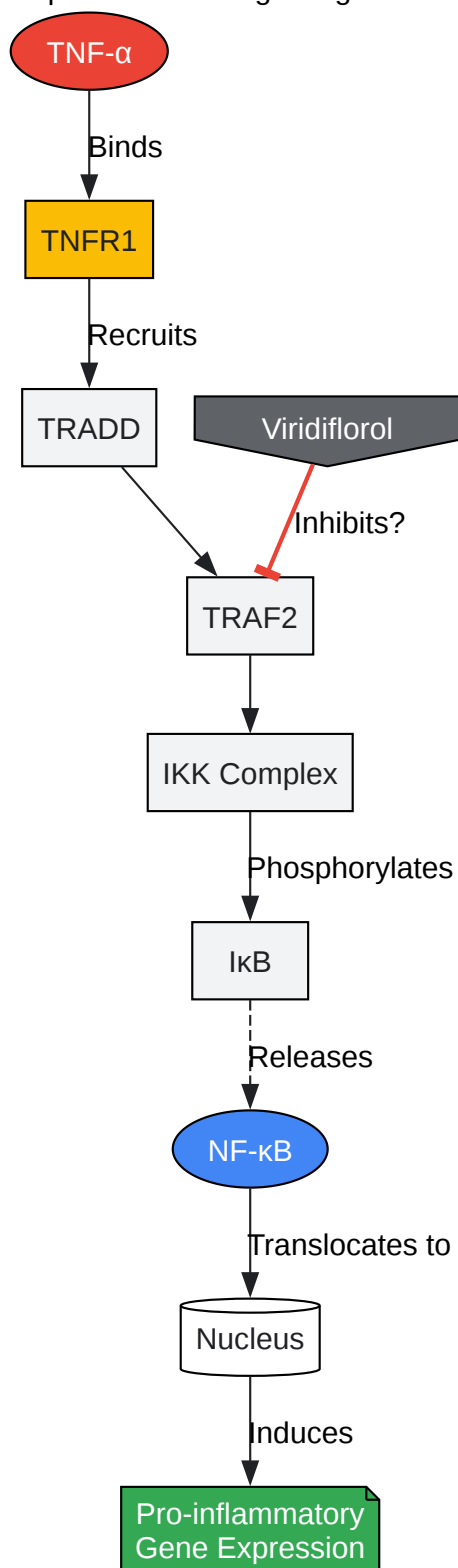 TNF-α
Binds
TNFR1
Recruits
TRADD
Viridiflorol
Inhibits?
TRAF2
IKK Complex
Phosphorylates
IκB
Releases
NF-κB
Translocates to
Nucleus
Induces
Pro-inflammatory
Gene Expression